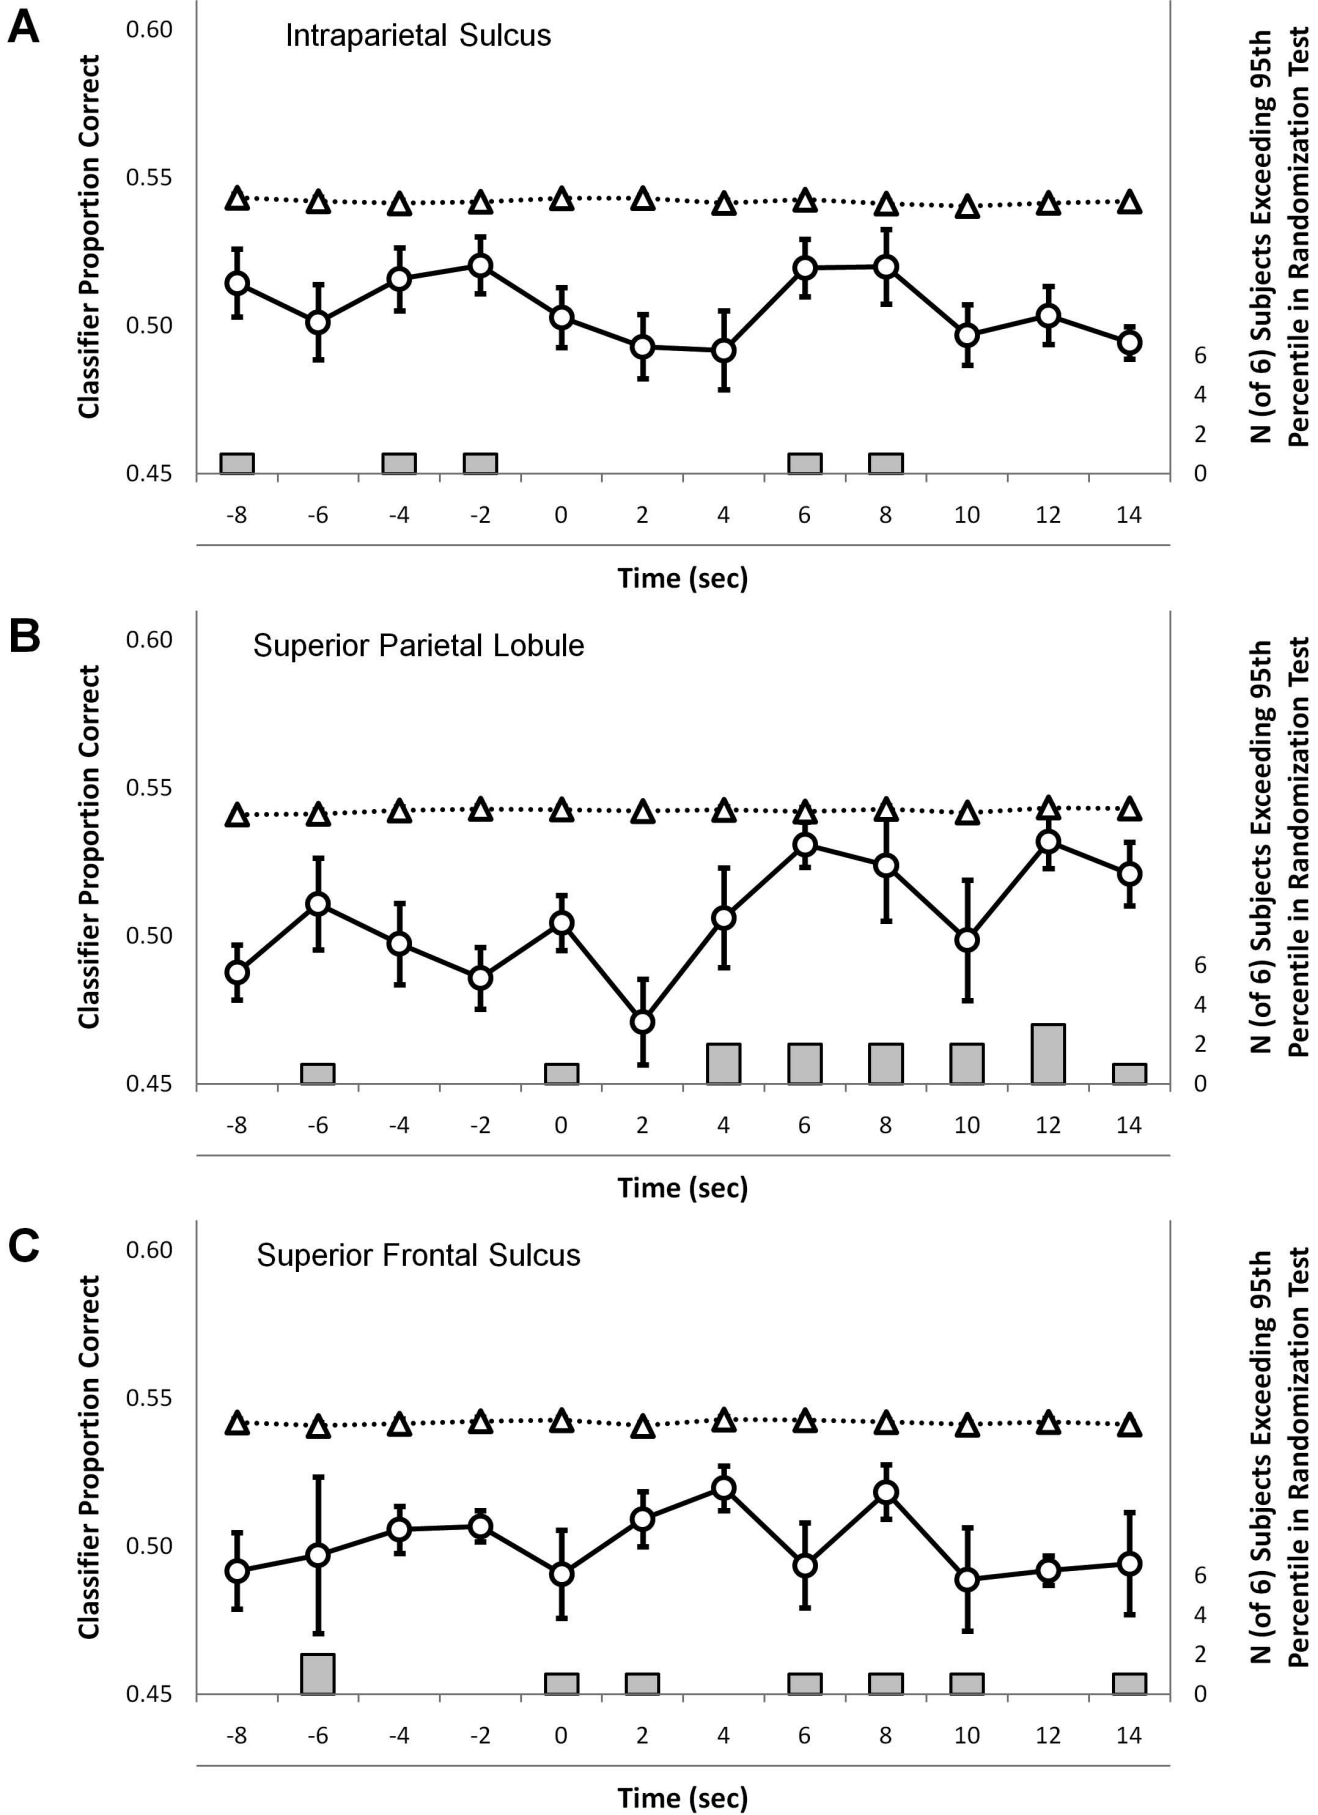 A
Intraparietal Sulcus
Classifier Proportion Correct
0.60
0.55
0.50
0.45
N (of 6) Subjects Exceeding 95th
Percentile in Randomization Test
6
4
2
0
-8 -6 -4 -2 0 2 4 6 8 10 12 14
Time (sec)
B
Superior Parietal Lobule
Classifier Proportion Correct
0.60
0.55
0.50
0.45
N (of 6) Subjects Exceeding 95th
Percentile in Randomization Test
6
4
2
0
-8 -6 -4 -2 0 2 4 6 8 10 12 14
Time (sec)
C
Superior Frontal Sulcus
Classifier Proportion Correct
0.60
0.55
0.50
0.45
N (of 6) Subjects Exceeding 95th
Percentile in Randomization Test
6
4
2
0
-8 -6 -4 -2 0 2 4 6 8 10 12 14
Time (sec)